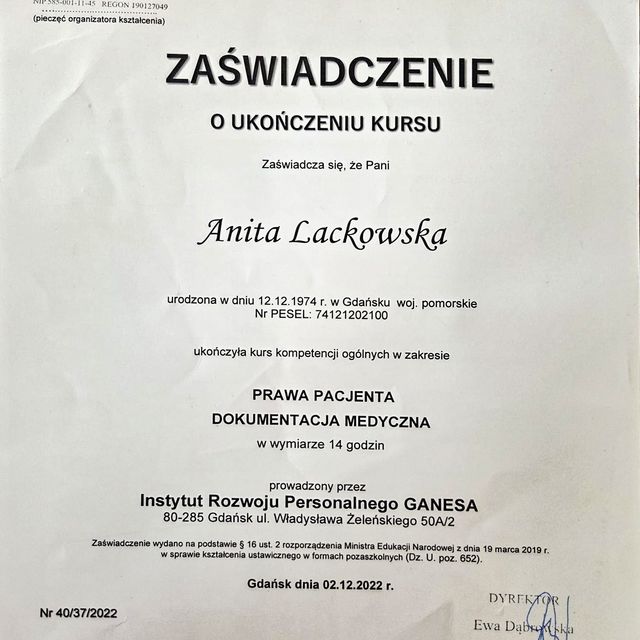 NIP 583-001-11-45 REGON 190127049
(pieczęć organizatora kształcenia)
ZAŚWIADCZENIE
O UKOŃCZENIU KURSU
Zaświadcza się, że Pani
Anita Lackowska
urodzona w dniu 12.12.1974 r. w Gdańsku woj. pomorskie
Nr PESEL: 74121202100
ukończyła kurs kompetencji ogólnych w zakresie
PRAWA PACJENTA
DOKUMENTACJA MEDYCZNA
w wymiarze 14 godzin
prowadzony przez
Instytut Rozwoju Personalnego GANESA
80-285 Gdańsk ul. Władysława Żeleńskiego 50A/2
Zaświadczenie wydano na podstawie § 16 ust. 2 rozporządzenia Ministra Edukacji Narodowej z dnia 19 marca 2019 r.
w sprawie kształcenia ustawicznego w formach pozaszkolnych (Dz. U. poz. 652).
Gdańsk dnia 02.12.2022 r.
DYREKTOR
Nr 40/37/2022
Ewa Dąbrowska